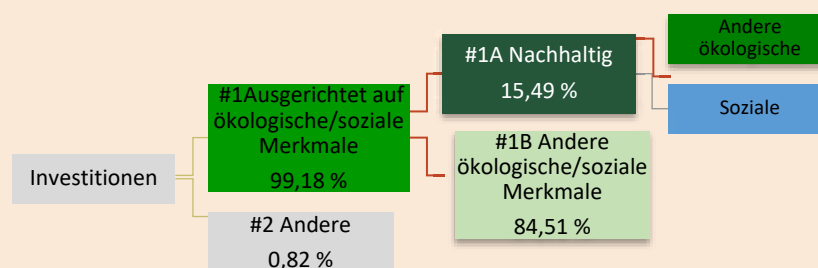 Andere
ökologische
#1A Nachhaltig
15,49 %
Soziale
#1Ausgerichtet auf
ökologische/soziale
Merkmale
99,18 %
#1B Andere
ökologische/soziale
Merkmale
84,51 %
Investitionen
#2 Andere
0,82 %